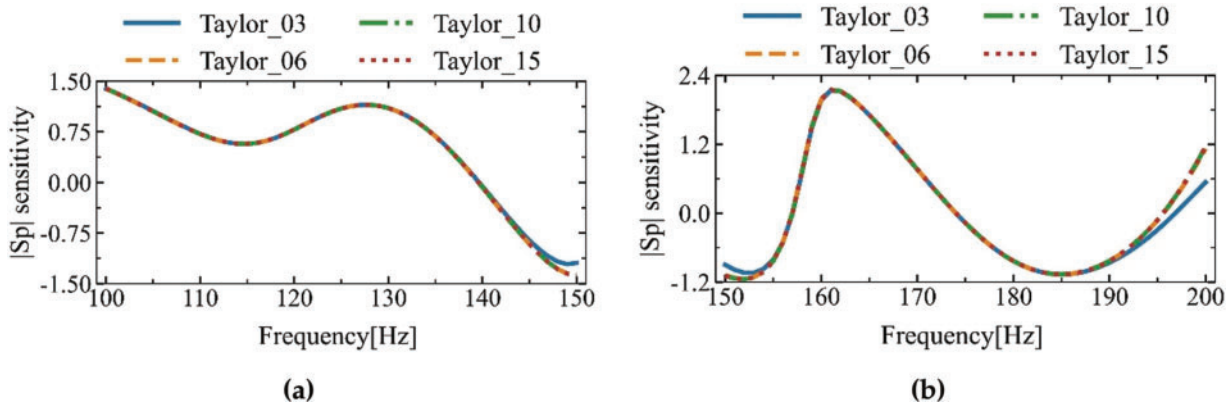 Taylor_03 Taylor_10
Taylor_06 Taylor_15
1.50
0.75
0.00
-0.75
-1.50
|Sp| sensitivity
100 110 120 130 140 150
Frequency[Hz]
(a)
Taylor_03 Taylor_10
Taylor_06 Taylor_15
2.4
1.2
0.0
-1.2
|Sp| sensitivity
150 160 170 180 190 200
Frequency[Hz]
(b)